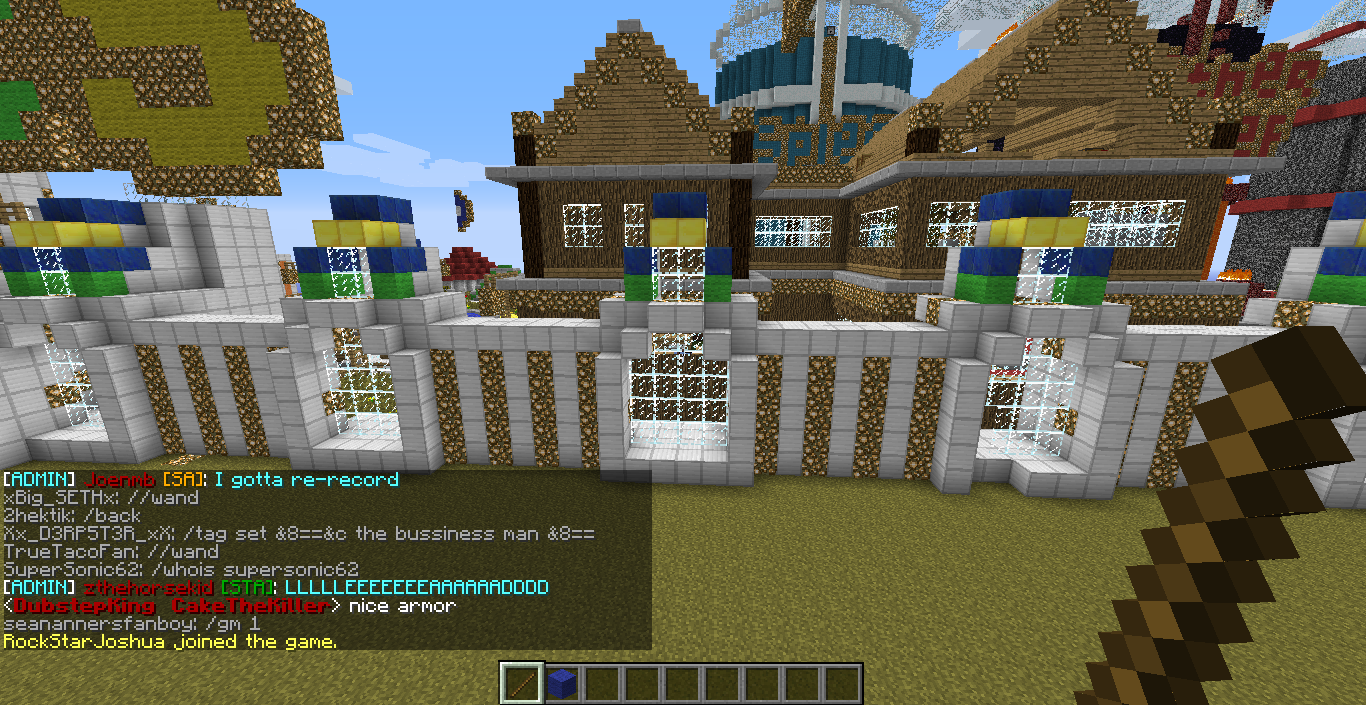 Splee
[ADMIN] Joenmb [SA]: I gotta re-record
xBig_SETHx: //wand
2hektik: /back
Xx_D3RP5T3R_xX: /tag set &8==&c the bussiness man &8==
TrueTacoFan: //wand
SuperSonic62: /whois supersonic62
[ADMIN] zthehorsekid [STA]: LLLLLEEEEEEEAAAAAADDDD
<DubstepKing CakeTheKiller> nice armor
seanannersfanboy: /gm 1
RockStarJoshua joined the game.